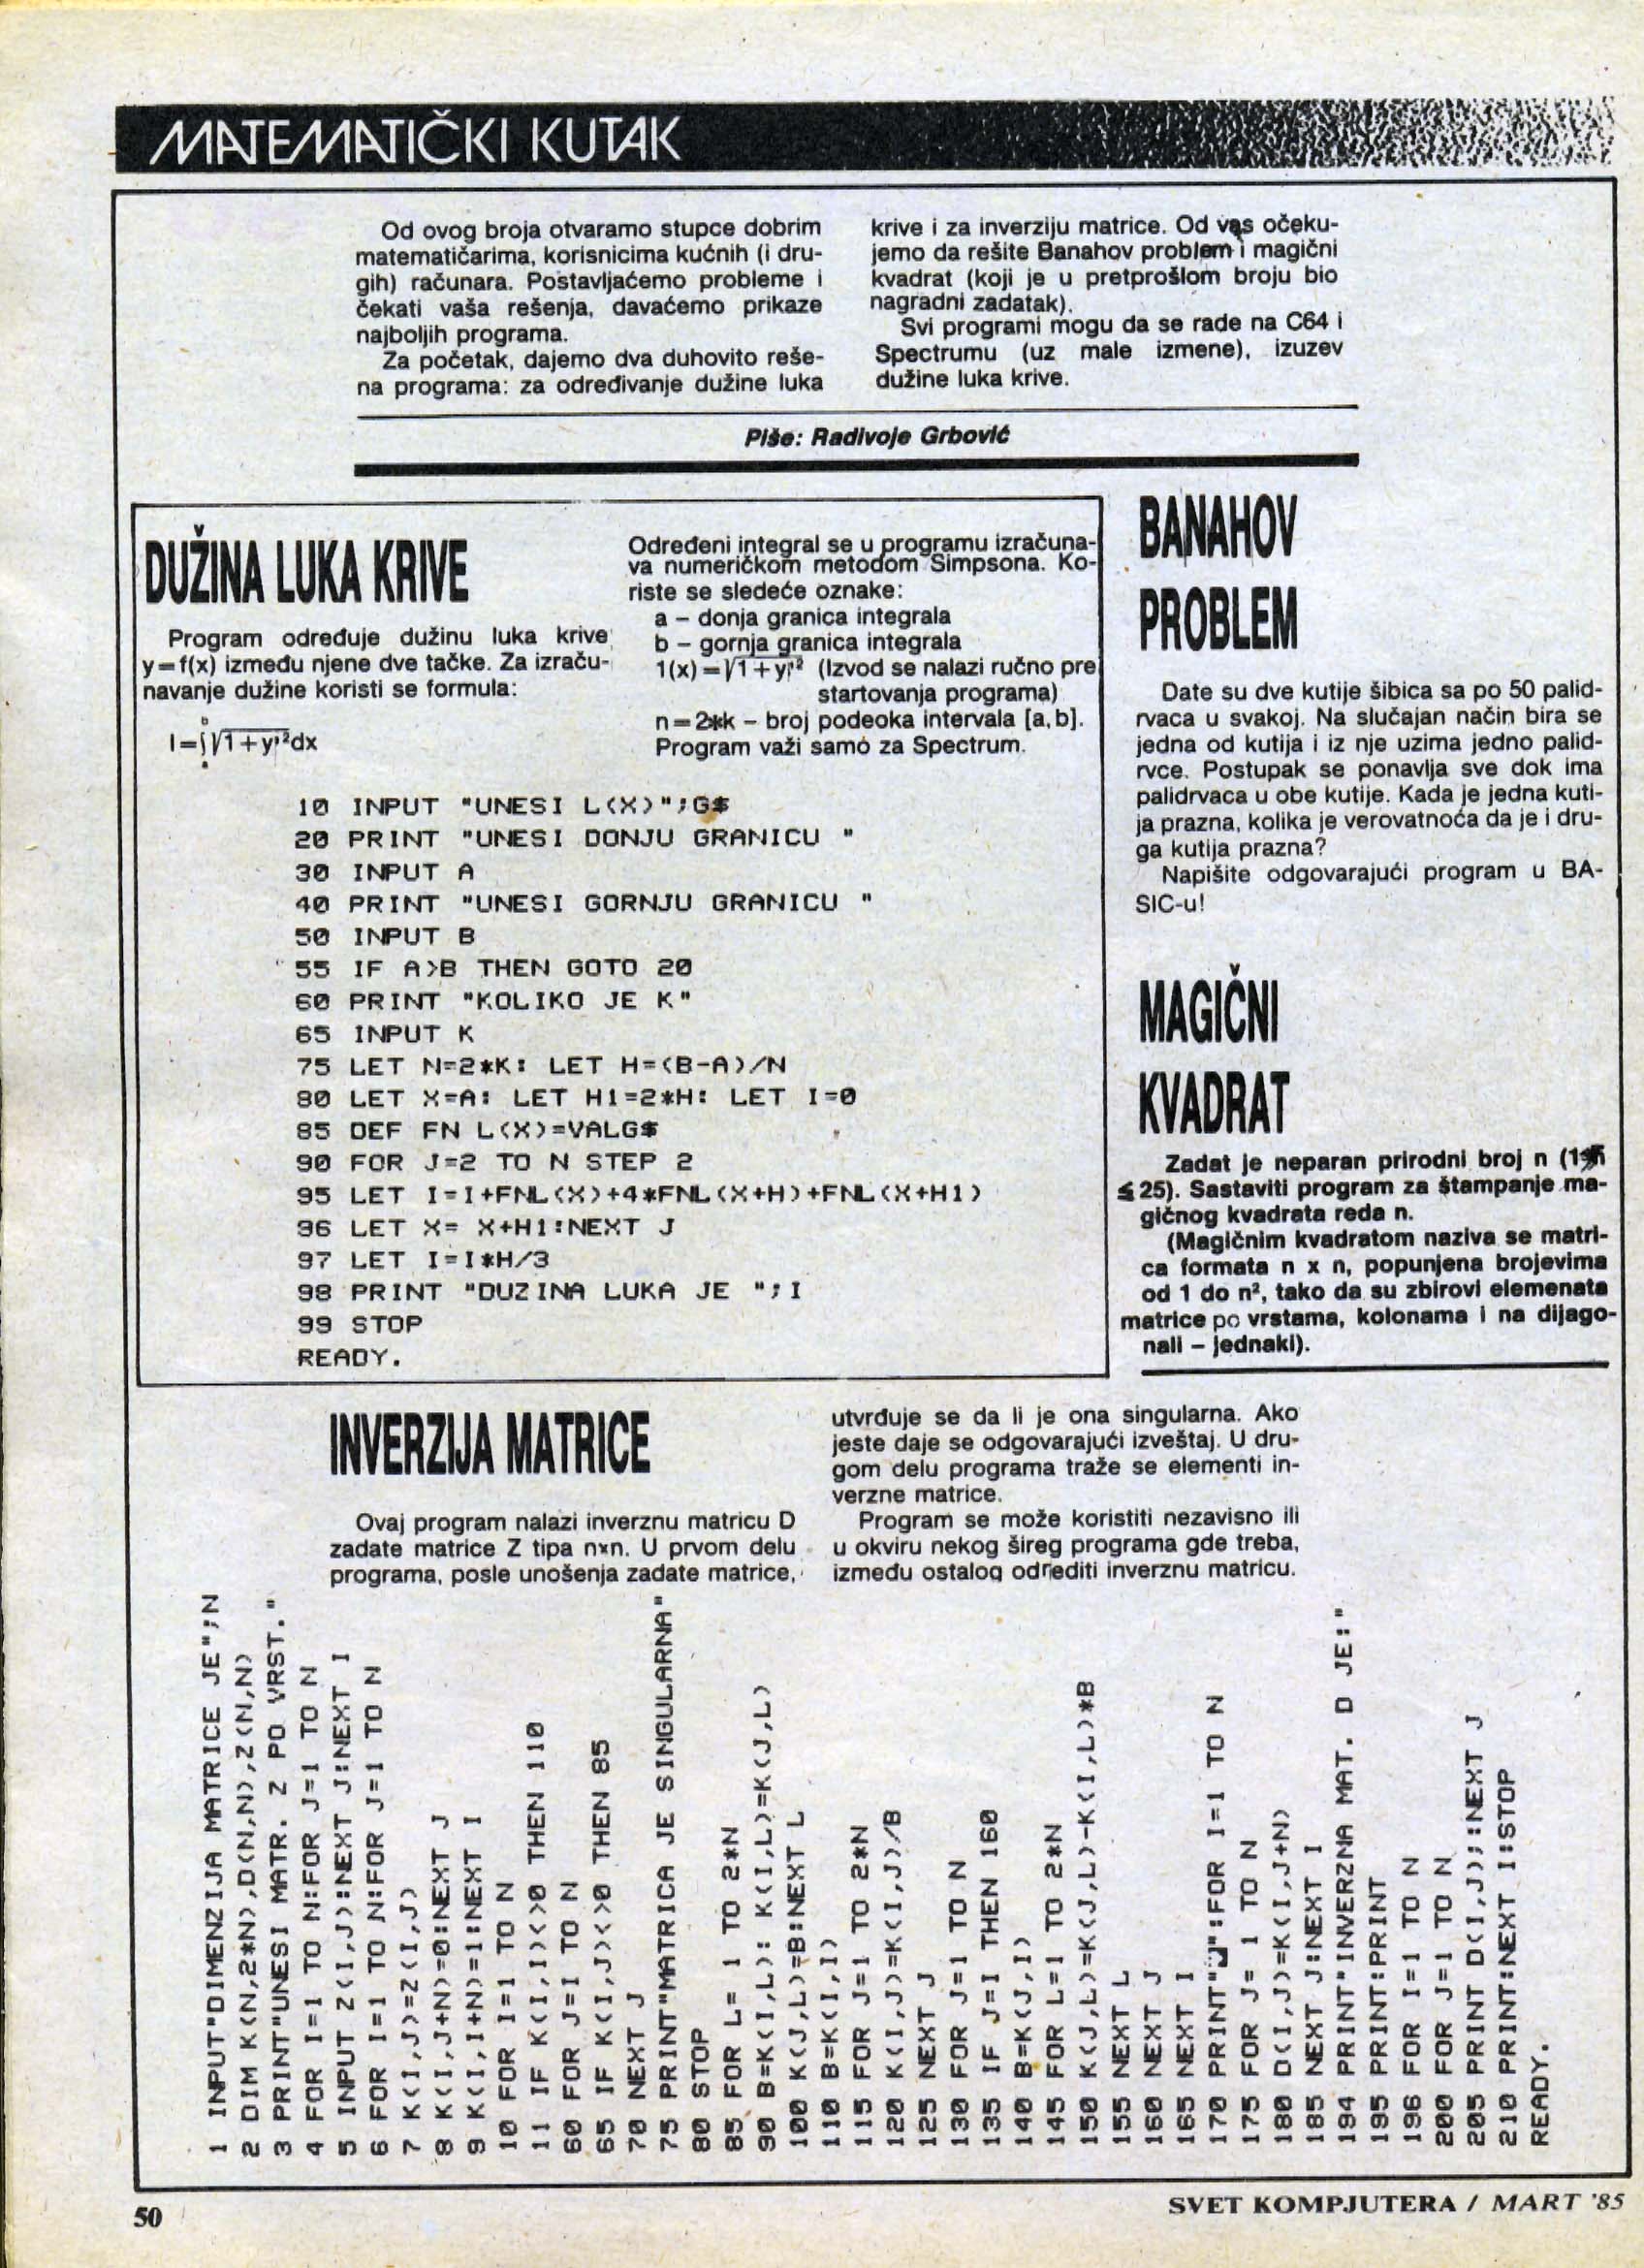 MATEMATIČKI KUTAK
Od ovog broja otvaramo stupce dobrim
matematičarima, korisnicima kućnih (i dru-
gih) računara. Postavljaćemo probleme i
čekati vaša rešenja, davaćemo prikaze
najboljih programa.
Za početak, dajemo dva duhovito reše-
na programa: za određivanje dužine luka
krive i za inverziju matrice. Od vas očeku-
jemo da rešite Banahov problem i magični
kvadrat (koji je u pretprošlom broju bio
nagradni zadatak).
Svi programi mogu da se rade na C64 i
Spectrumu (uz male izmene), izuzev
dužine luka krive.
Piše: Radivoje Grbović
DUŽINA LUKA KRIVE
Program određuje dužinu luka krive
y=f(x) između njene dve tačke. Za izraču-
navanje dužine koristi se formula:
l=∫√1+y'²dx
Određeni integral se u programu izračuna-
va numeričkom metodom Simpsona. Ko-
riste se sledeće oznake:
a – donja granica integrala
b – gornja granica integrala
1(x)=√1+y'² (Izvod se nalazi ručno pre
startovanja programa)
n=2*k – broj podeoka intervala [a,b].
Program važi samo za Spectrum.
10 INPUT "UNESI L(X)";G$
20 PRINT "UNESI DONJU GRANICU "
30 INPUT A
40 PRINT "UNESI GORNJU GRANICU "
50 INPUT B
55 IF A>B THEN GOTO 20
60 PRINT "KOLIKO JE K"
65 INPUT K
75 LET N=2*K: LET H=(B-A)/N
80 LET X=A: LET H1=2*H: LET I=0
85 DEF FN L(X)=VALG$
90 FOR J=2 TO N STEP 2
95 LET I=I+FNL(X)+4*FNL(X+H)+FNL(X+H1)
96 LET X= X+H1:NEXT J
97 LET I=I*H/3
98 PRINT "DUZINA LUKA JE ";I
99 STOP
READY.
BANAHOV
PROBLEM
Date su dve kutije šibica sa po 50 palid-
rvaca u svakoj. Na slučajan način bira se
jedna od kutija i iz nje uzima jedno palid-
rvce. Postupak se ponavlja sve dok ima
palidrvaca u obe kutije. Kada je jedna kuti-
ja prazna, kolika je verovatnoća da je i dru-
ga kutija prazna?
Napišite odgovarajući program u BA-
SIC-u!
MAGIČNI
KVADRAT
Zadat je neparan prirodni broj n
≤25). Sastaviti program za štampanje ma-
gičnog kvadrata reda n.
(Magičnim kvadratom naziva se matri-
ca formata n x n, popunjena brojevima
od 1 do n², tako da su zbirovi elemenata
matrice po vrstama, kolonama i na dijago-
nali – jednaki).
INVERZIJA MATRICE
Ovaj program nalazi inverznu matricu D
zadate matrice Z tipa n×n. U prvom delu
programa, posle unošenja zadate matrice,
utvrđuje se da li je ona singularna. Ako
jeste daje se odgovarajući izveštaj. U dru-
gom delu programa traže se elementi in-
verzne matrice.
Program se može koristiti nezavisno ili
u okviru nekog šireg programa gde treba,
između ostalog odrediti inverznu matricu.
1 INPUT"DIMENZIJA MATRICE JE";N
2 DIM K(N,2*N),D(N,N),Z(N,N)
3 PRINT"UNESI MATR. Z PO VRST."
4 FOR I=1 TO N:FOR J=1 TO N
5 INPUT Z(I,J):NEXT J:NEXT I
6 FOR I=1 TO N:FOR J=1 TO N
7 K(I,J)=Z(I,J)
8 K(I,J+N)=0:NEXT J
9 K(I,I+N)=1:NEXT I
10 FOR I=1 TO N
11 IF K(I,I)<>0 THEN 110
60 FOR J=I TO N
65 IF K(I,J)<>0 THEN 85
70 NEXT J
75 PRINT"MATRICA JE SINGULARNA"
80 STOP
85 FOR L= 1 TO 2*N
90 B=K(I,L): K(I,L)=K(J,L)
100 K(J,L)=B:NEXT L
110 B=K(I,I)
115 FOR J=1 TO 2*N
120 K(I,J)=K(I,J)/B
125 NEXT J
130 FOR J=1 TO N
135 IF J=I THEN 160
140 B=K(J,I)
145 FOR L=1 TO 2*N
150 K(J,L)=K(J,L)-K(I,L)*B
155 NEXT L
160 NEXT J
165 NEXT I
170 PRINT"":FOR I=1 TO N
175 FOR J= 1 TO N
180 D(I,J)=K(I,J+N)
185 NEXT J:NEXT I
194 PRINT"INVERZNA MAT. D JE:"
195 PRINT:PRINT
196 FOR I=1 TO N
200 FOR J=1 TO N
205 PRINT D(I,J);:NEXT J
210 PRINT:NEXT I:STOP
READY.
50
SVET KOMPJUTERA / MART '85